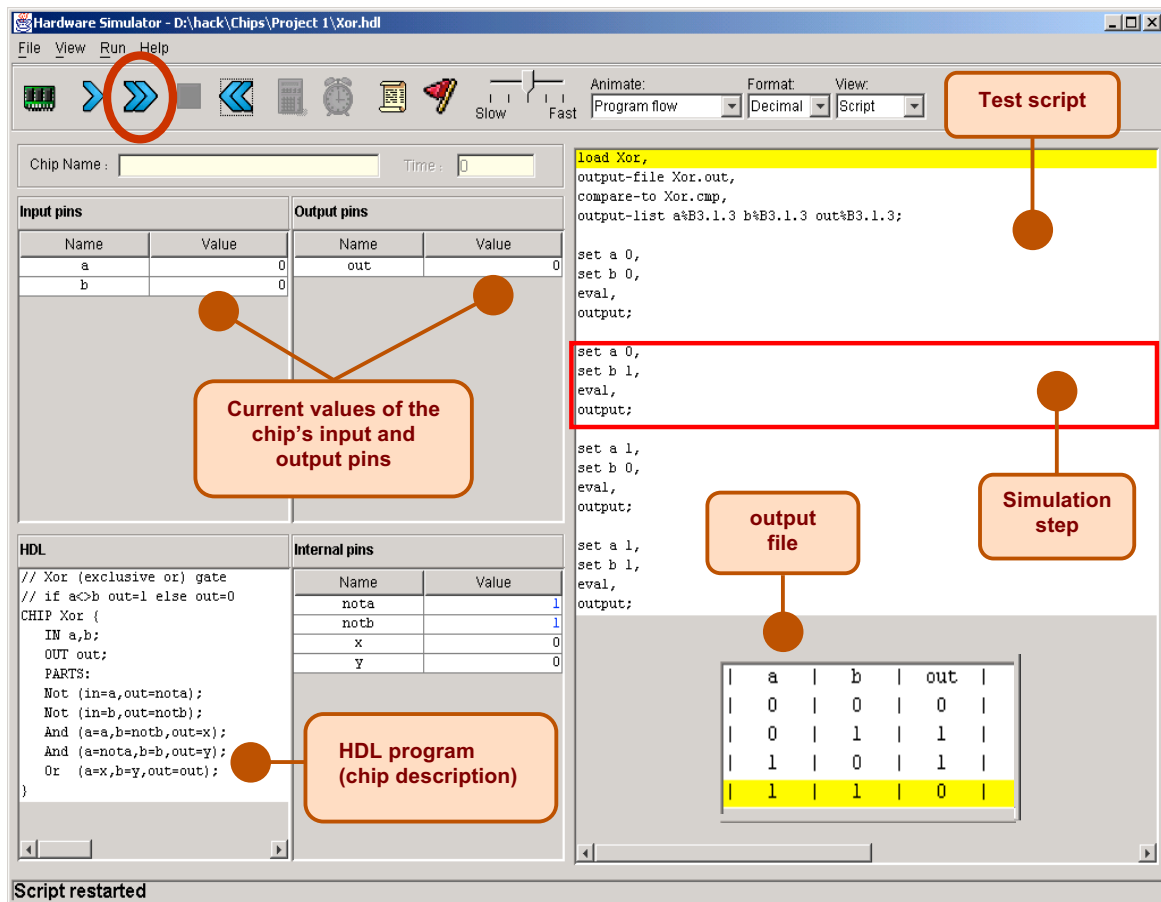 Hardware Simulator - D:\hack\Chips\Project 1\Xor.hdl
File View Run Help
Slow Fast
Animate:
Program flow
Format:
Decimal
View:
Script
Test script
Chip Name :
Time :
0
Input pins
Name Value
a 0
b 0
Output pins
Name Value
out 0
Current values of the
chip's input and
output pins
load Xor,
output-file Xor.out,
compare-to Xor.cmp,
output-list a%B3.1.3 b%B3.1.3 out%B3.1.3;
set a 0,
set b 0,
eval,
output;
set a 0,
set b 1,
eval,
output;
set a 1,
set b 0,
eval,
output;
set a 1,
set b 1,
eval,
output;
Simulation
step
output
file
HDL
// Xor (exclusive or) gate
// if a<>b out=1 else out=0
CHIP Xor {
IN a,b;
OUT out;
PARTS:
Not (in=a,out=nota);
Not (in=b,out=notb);
And (a=a,b=notb,out=x);
And (a=nota,b=b,out=y);
Or (a=x,b=y,out=out);
}
Internal pins
Name Value
nota 1
notb 1
x 0
y 0
HDL program
(chip description)
| a | b | out |
| 0 | 0 | 0 |
| 0 | 1 | 1 |
| 1 | 0 | 1 |
| 1 | 1 | 0 |
Script restarted